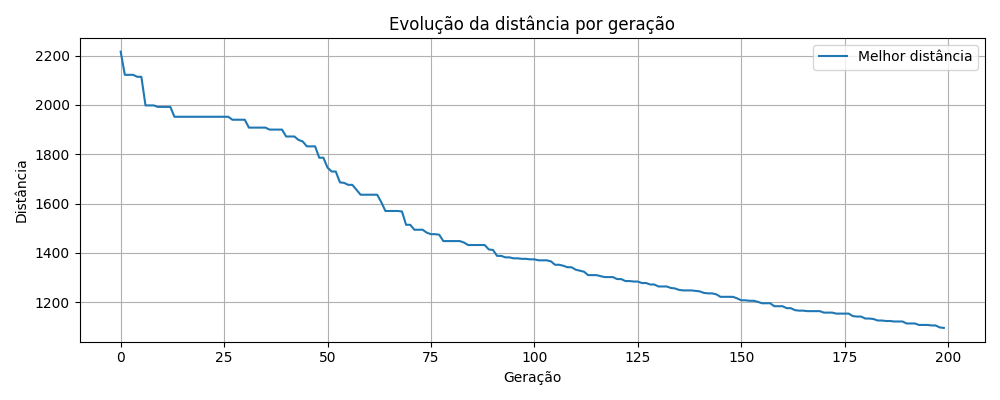 Evolução da distância por geração
Melhor distância
Distância
2200
2000
1800
1600
1400
1200
0 25 50 75 100 125 150 175 200
Geração